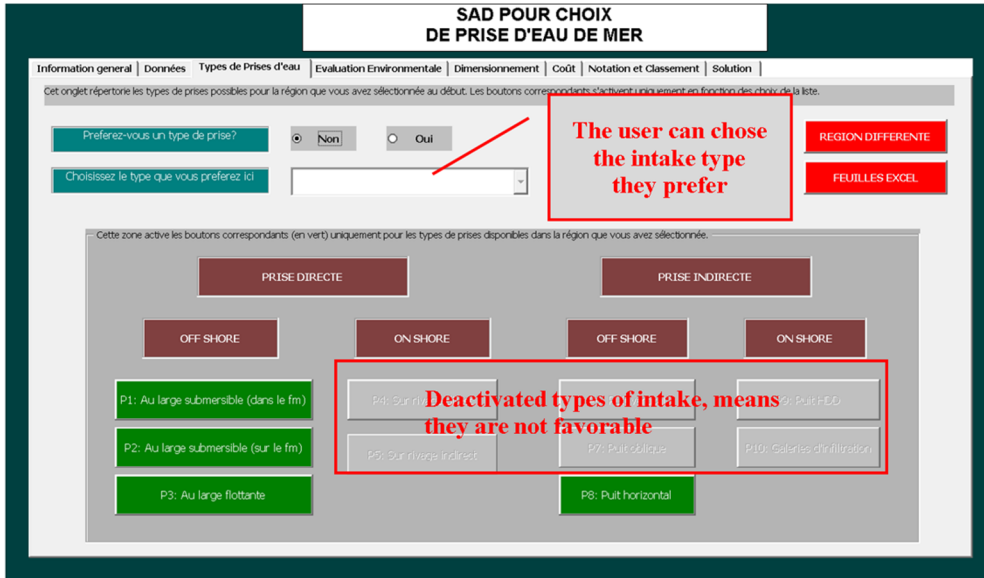 SAD POUR CHOIX
DE PRISE D'EAU DE MER
Information general
Données
Types de Prises d'eau
Evaluation Environmentale
Dimensionnement
Coût
Notation et Classement
Solution
Cet onglet répertorie les types de prises possibles pour la région que vous avez sélectionnée au début. Les boutons correspondants s'activent uniquement en fonction des choix de la liste.
Preferez-vous un type de prise?
Non
Oui
The user can chose
the intake type
they prefer
REGION DIFFERENTE
Choisissez le type que vous preferez ici
FEUILLES EXCEL
Cette zone active les boutons correspondants (en vert) uniquement pour les types de prises disponibles dans la région que vous avez sélectionnée.
PRISE DIRECTE
PRISE INDIRECTE
OFF SHORE
ON SHORE
OFF SHORE
ON SHORE
P1: Au large submersible (dans le fm)
P4: Sur
Deactivated types of intake, means
they are not favorable
Puit HDD
P2: Au large submersible (sur le fm)
P5: Sur rivage indirect
P7: Puit oblique
P10: Galeries d'infiltration
P3: Au large flottante
P8: Puit horizontal